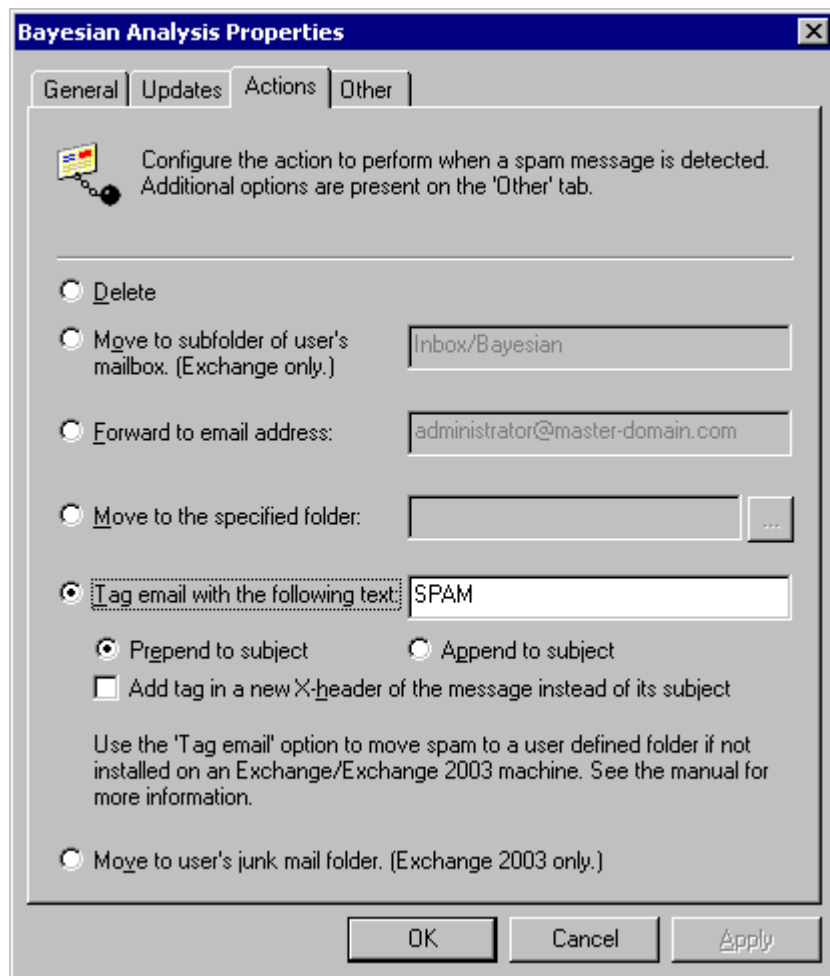 Bayesian Analysis Properties
General Updates Actions Other
Configure the action to perform when a spam message is detected.
Additional options are present on the 'Other' tab.
Delete
Move to subfolder of user's
mailbox. (Exchange only.)
Inbox/Bayesian
Forward to email address:
administrator@master-domain.com
Move to the specified folder:
...
Tag email with the following text:
SPAM
Prepend to subject
Append to subject
Add tag in a new X-header of the message instead of its subject
Use the 'Tag email' option to move spam to a user defined folder if not
installed on an Exchange/Exchange 2003 machine. See the manual for
more information.
Move to user's junk mail folder. (Exchange 2003 only.)
OK Cancel Apply